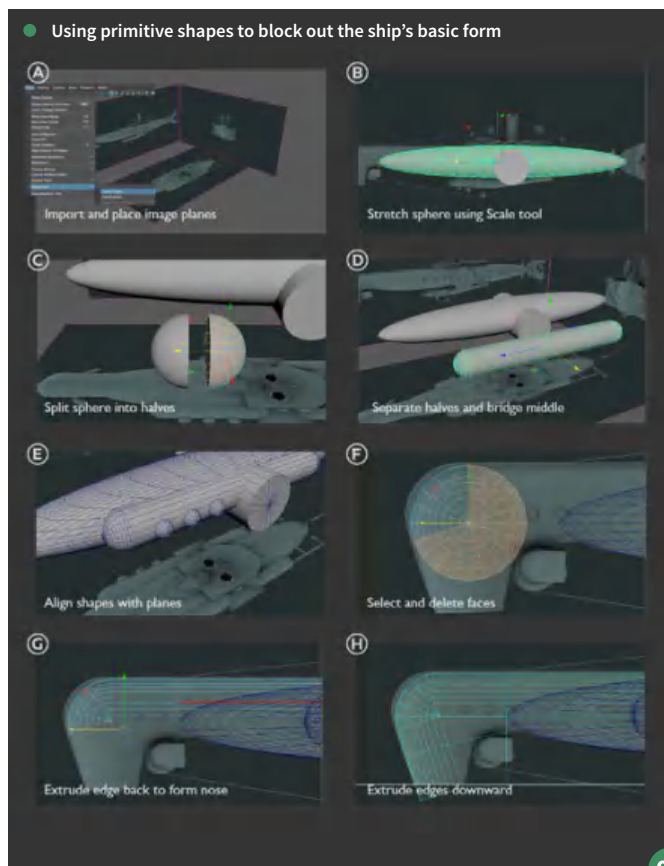 Using primitive shapes to block out the ship’s basic form
A
Import and place image planes
B
Stretch sphere using Scale tool
C
Split sphere into halves
D
Separate halves and bridge middle
E
Align shapes with planes
F
Select and delete faces
G
Extrude edge back to form nose
H
Extrude edges downward